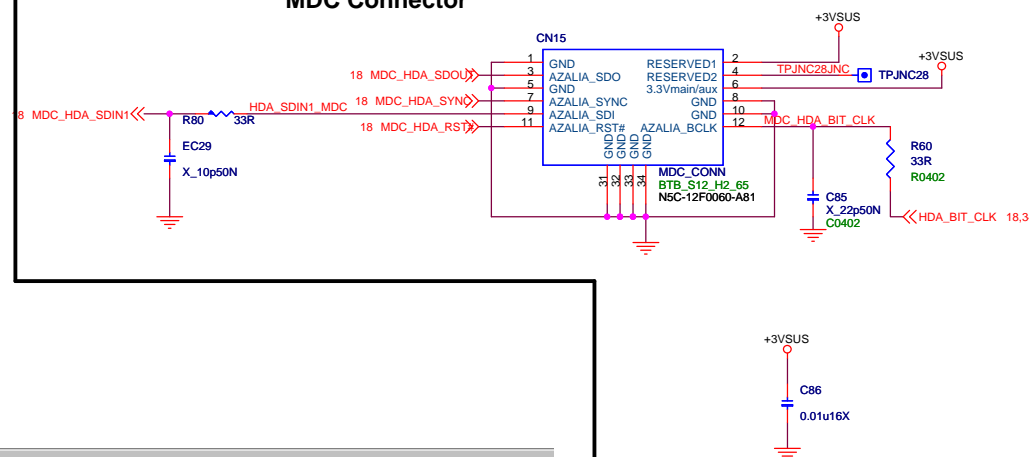 MDC Connector
+3VSUS
CN15
+3VSUS
1 GND RESERVED1 2
18 MDC_HDA_SDOUT 3 AZALIA_SDO RESERVED2 4 TPJNC28JNC TPJNC28
5 GND 3.3Vmain/aux 6
18 MDC_HDA_SYNC 7 AZALIA_SYNC GND 8
8 MDC_HDA_SDIN1 R80 33R HDA_SDIN1_MDC 9 AZALIA_SDI GND 10
18 MDC_HDA_RST# 11 AZALIA_RST# AZALIA_BCLK 12 MDC_HDA_BIT_CLK
GND GND GND GND
31 32 33 34
EC29
X_10p50N
MDC_CONN
BTB_S12_H2_65
N5C-12F0060-A81
R60
33R
R0402
C85
X_22p50N
C0402
HDA_BIT_CLK 18,3
+3VSUS
C86
0.01u16X